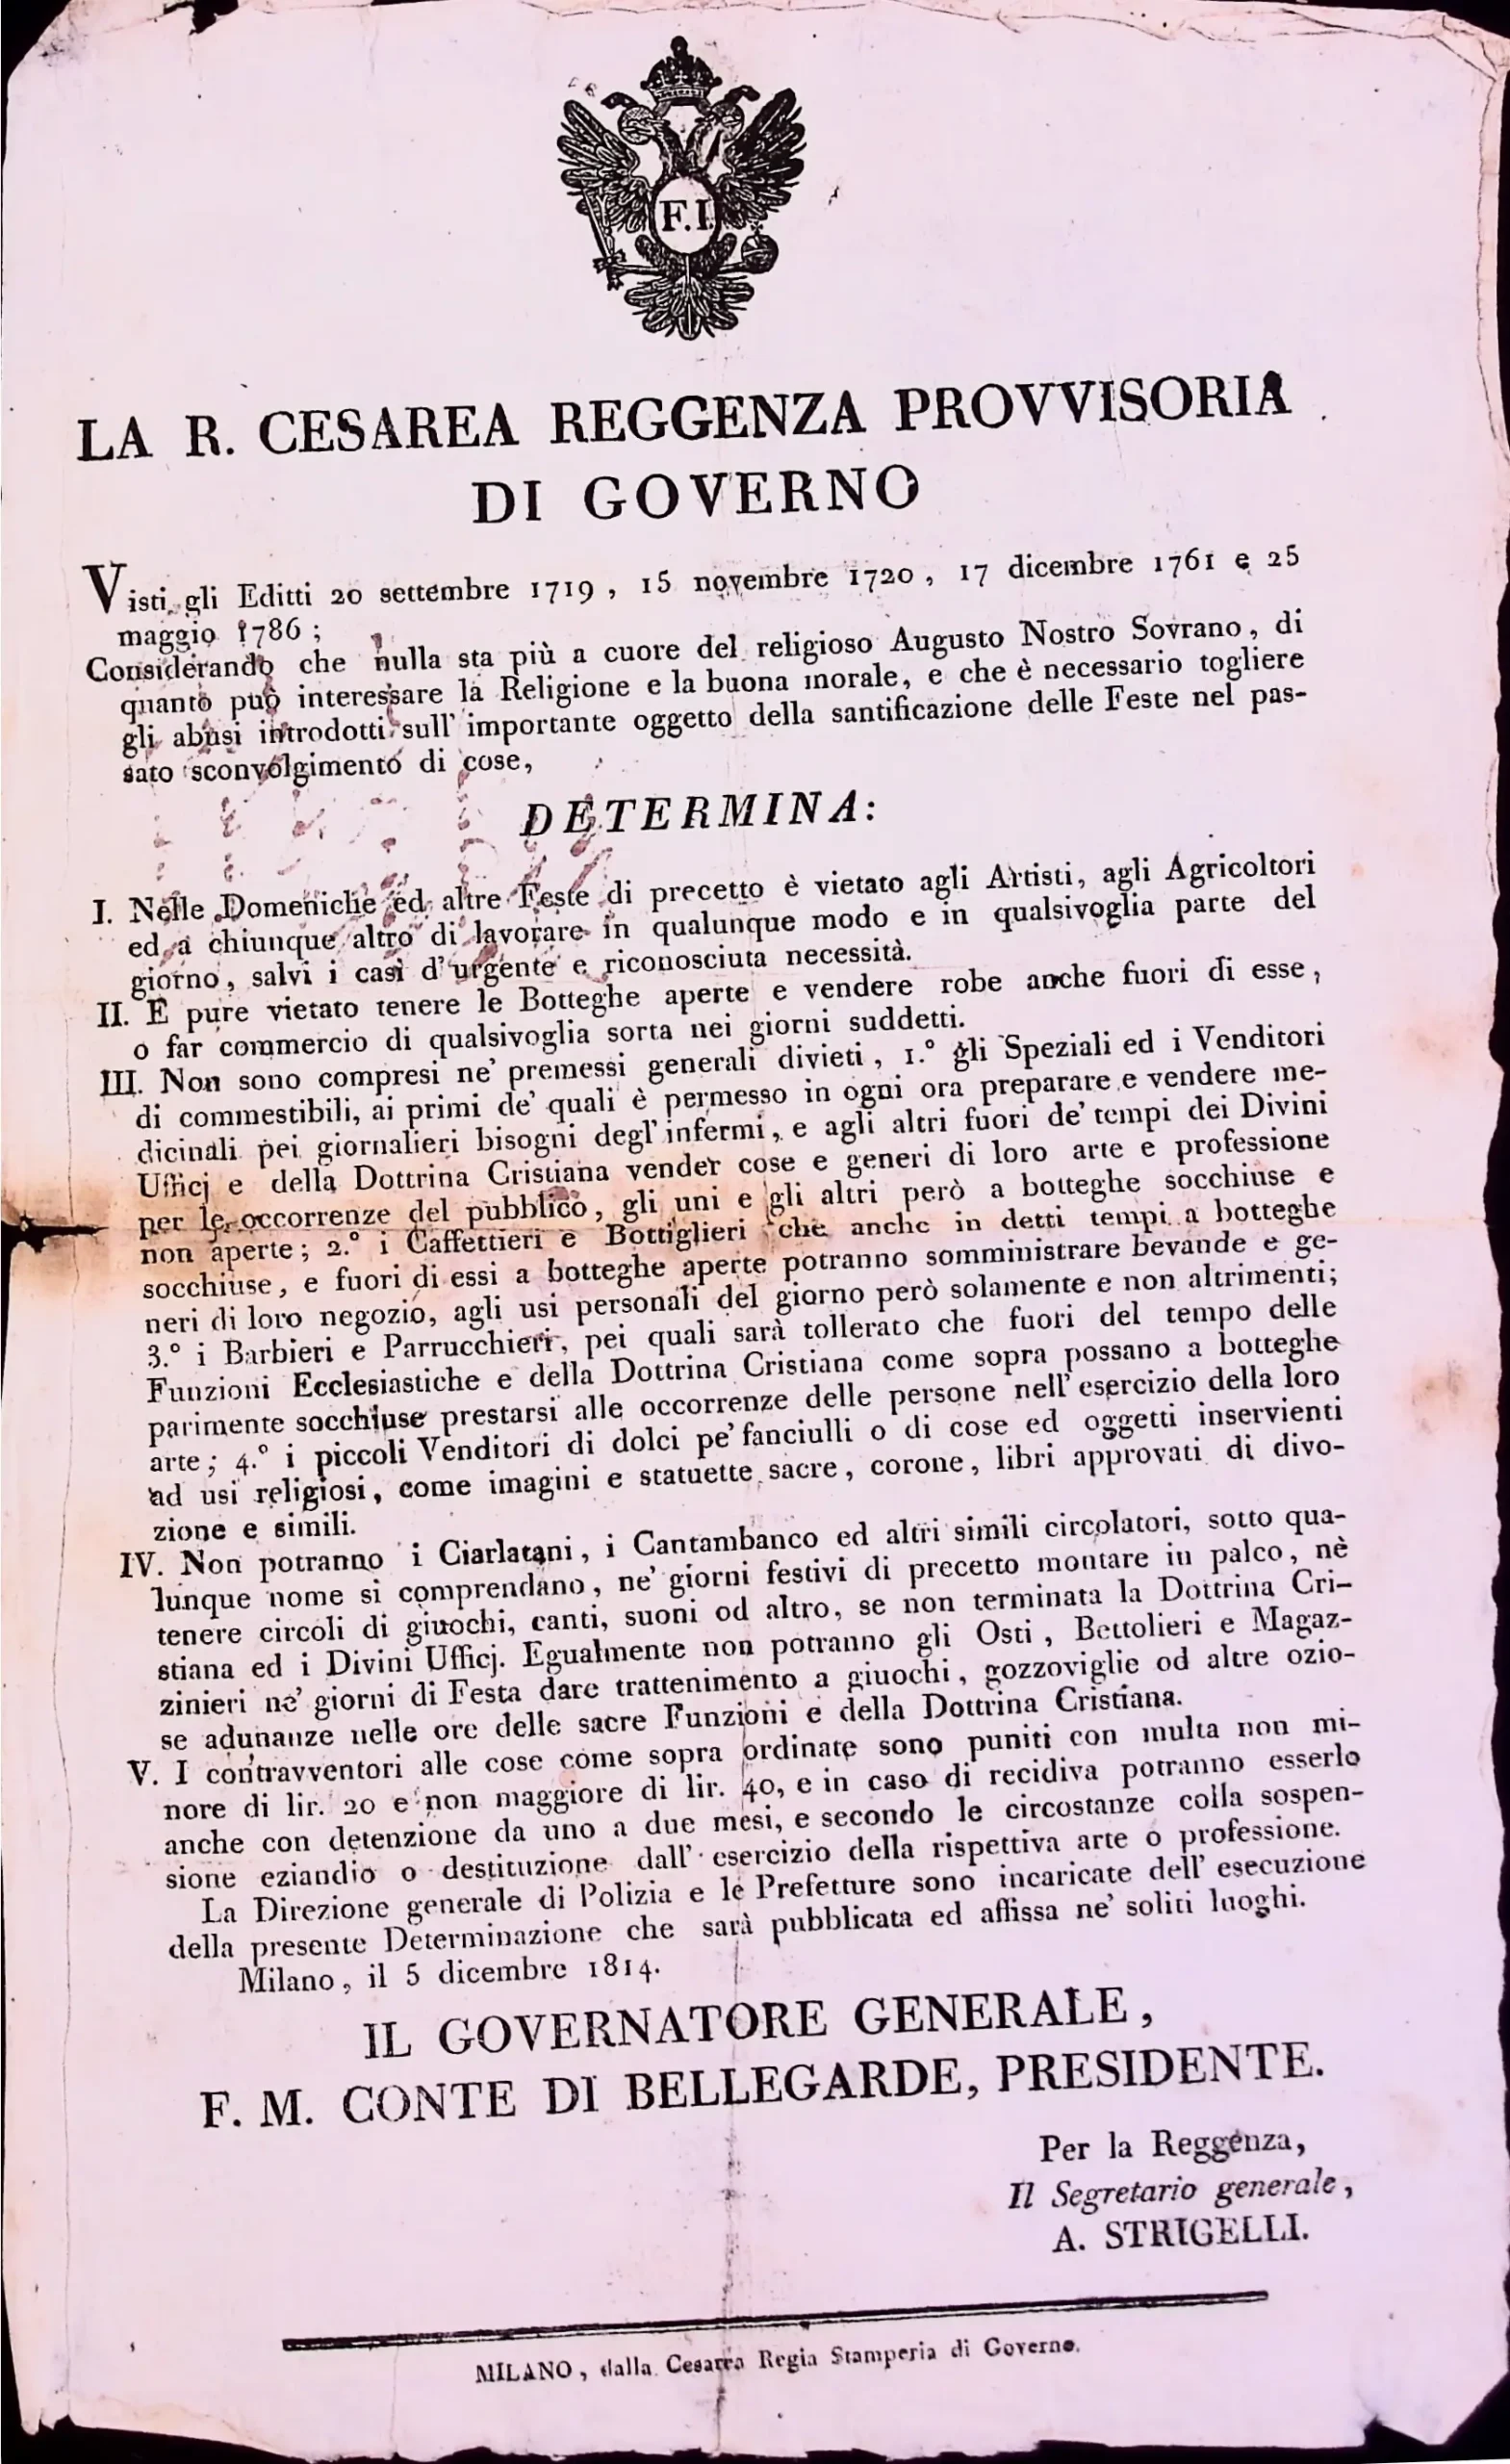 F.I.
LA R. CESAREA REGGENZA PROVVISORIA
DI GOVERNO
Visti gli Editti 20 settembre 1719, 15 novembre 1720, 17 dicembre 1761 e 25
maggio 1786;
Considerando che nulla sta più a cuore del religioso Augusto Nostro Sovrano, di
quanto può interessare la Religione e la buona morale, e che è necessario togliere
gli abusi introdotti sull' importante oggetto della santificazione delle Feste nel pas-
sato sconvolgimento di cose,
DETERMINA:
I. Nelle Domeniche ed altre Feste di precetto è vietato agli Artisti, agli Agricoltori
ed a chiunque altro di lavorare in qualunque modo e in qualsivoglia parte del
giorno, salvi i casi d'urgente e riconosciuta necessità.
II. È pure vietato tenere le Botteghe aperte e vendere robe anche fuori di esse,
o far commercio di qualsivoglia sorta nei giorni suddetti.
III. Non sono compresi ne' premessi generali divieti, 1.° gli Speziali ed i Venditori
di commestibili, ai primi de' quali è permesso in ogni ora preparare e vendere me-
dicinali pei giornalieri bisogni degl'infermi, e agli altri fuori de' tempi dei Divini
Ufficj e della Dottrina Cristiana vender cose e generi di loro arte e professione
per le occorrenze del pubblico, gli uni e gli altri però a botteghe socchiuse e
non aperte; 2.° i Caffettieri e Bottiglieri che anche in detti tempi a botteghe
socchiuse, e fuori di essi a botteghe aperte potranno somministrare bevande e ge-
neri di loro negozio, agli usi personali del giorno però solamente e non altrimenti;
3.° i Barbieri e Parrucchieri, pei quali sarà tollerato che fuori del tempo delle
Funzioni Ecclesiastiche e della Dottrina Cristiana come sopra possano a botteghe
parimente socchiuse prestarsi alle occorrenze delle persone nell'esercizio della loro
arte; 4.° i piccoli Venditori di dolci pe' fanciulli o di cose ed oggetti inservienti
ad usi religiosi, come imagini e statuette sacre, corone, libri approvati di divo-
zione e simili.
IV. Non potranno i Ciarlatani, i Cantambanco ed altri simili circolatori, sotto qua-
lunque nome si comprendano, ne' giorni festivi di precetto montare in palco, nè
tenere circoli di giuochi, canti, suoni od altro, se non terminata la Dottrina Cri-
stiana ed i Divini Ufficj. Egualmente non potranno gli Osti, Bettolieri e Magaz-
zinieri ne' giorni di Festa dare trattenimento a giuochi, gozzoviglie od altre ozio-
se adunanze nelle ore delle sacre Funzioni e della Dottrina Cristiana.
V. I contravventori alle cose come sopra ordinate sono puniti con multa non mi-
nore di lir. 20 e non maggiore di lir. 40, e in caso di recidiva potranno esserlo
anche con detenzione da uno a due mesi, e secondo le circostanze colla sospen-
sione eziandio o destituzione dall' esercizio della rispettiva arte o professione.
La Direzione generale di Polizia e le Prefetture sono incaricate dell' esecuzione
della presente Determinazione che sarà pubblicata ed affissa ne' soliti luoghi.
Milano, il 5 dicembre 1814.
IL GOVERNATORE GENERALE,
F. M. CONTE DI BELLEGARDE, PRESIDENTE.
Per la Reggenza,
Il Segretario generale,
A. STRIGELLI.
MILANO, dalla Cesarea Regia Stamperia di Governo.